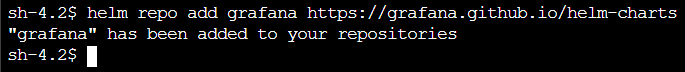 sh-4.2$ helm repo add grafana https://grafana.github.io/helm-charts
"grafana" has been added to your repositories
sh-4.2$